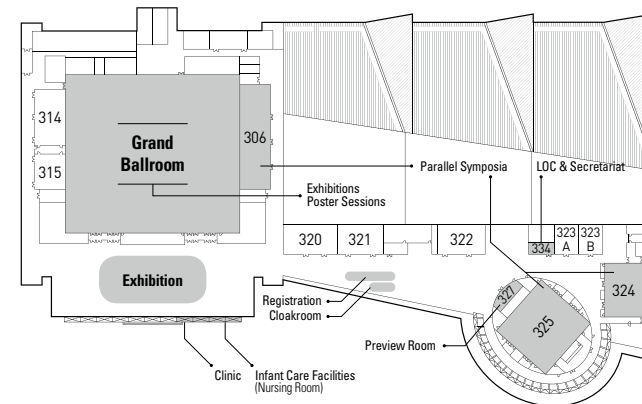 314
315
Grand
Ballroom
306
Parallel Symposia
LOC & Secretariat
Exhibitions
Poster Sessions
320
321
322
334
323
A
323
B
324
Exhibition
Registration
Cloakroom
327
325
Preview Room
Clinic
Infant Care Facilities
(Nursing Room)